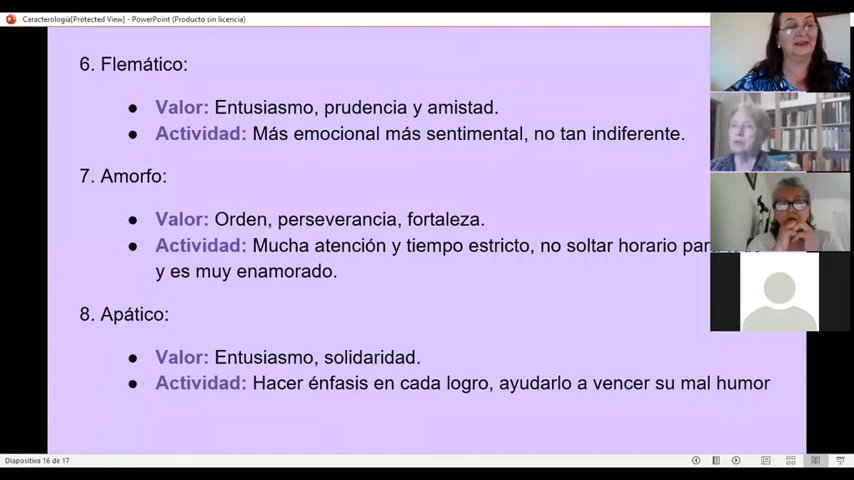 Caracterología[Protected View] - PowerPoint (Producto sin licencia)
6. Flemático:
● Valor: Entusiasmo, prudencia y amistad.
● Actividad: Más emocional más sentimental, no tan indiferente.
7. Amorfo:
● Valor: Orden, perseverancia, fortaleza.
● Actividad: Mucha atención y tiempo estricto, no soltar horario
y es muy enamorado.
8. Apático:
● Valor: Entusiasmo, solidaridad.
● Actividad: Hacer énfasis en cada logro, ayudarlo a vencer su mal humor
Diapositiva 16 de 17